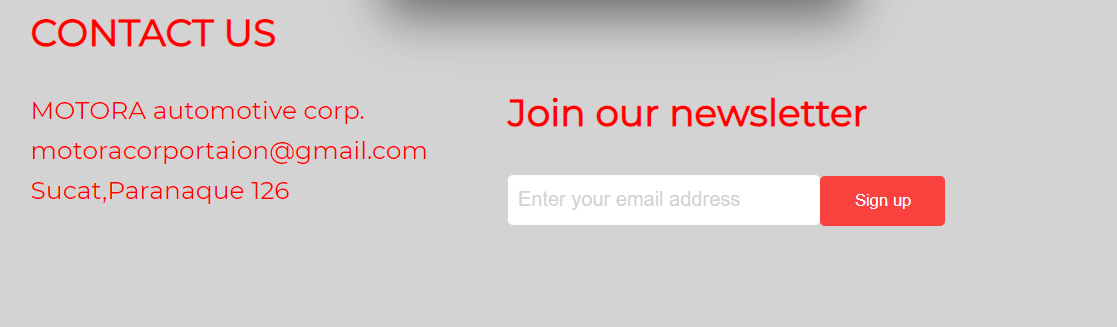 CONTACT US
MOTORA automotive corp.
motoracorportaion@gmail.com
Sucat,Paranaque 126
Join our newsletter
Enter your email address
Sign up